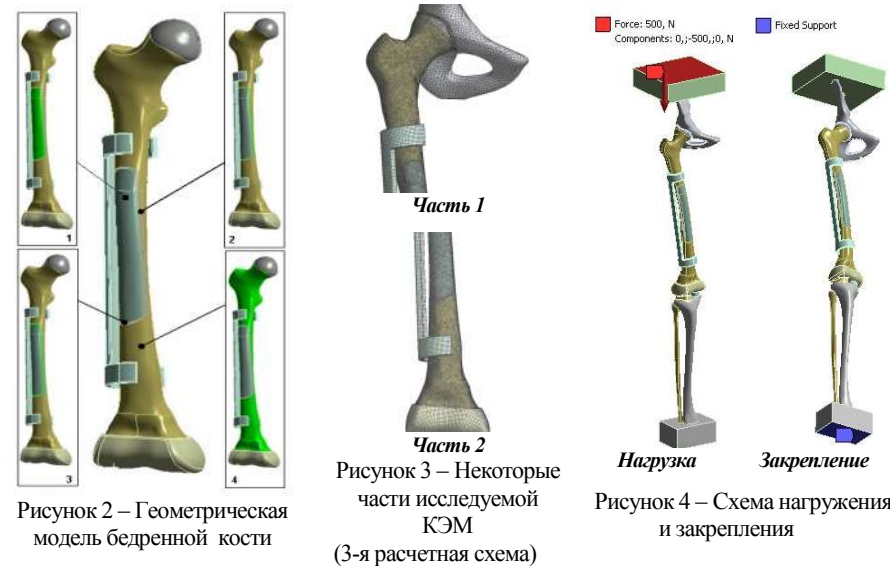 1
2
3
4
Рисунок 2 – Геометрическая
модель бедренной кости
Часть 1
Часть 2
Рисунок 3 – Некоторые
части исследуемой
КЭМ
(3-я расчетная схема)
Force: 500, N
Components: 0,;-500,;0, N
Fixed Support
Нагрузка
Закрепление
Рисунок 4 – Схема нагружения
и закрепления